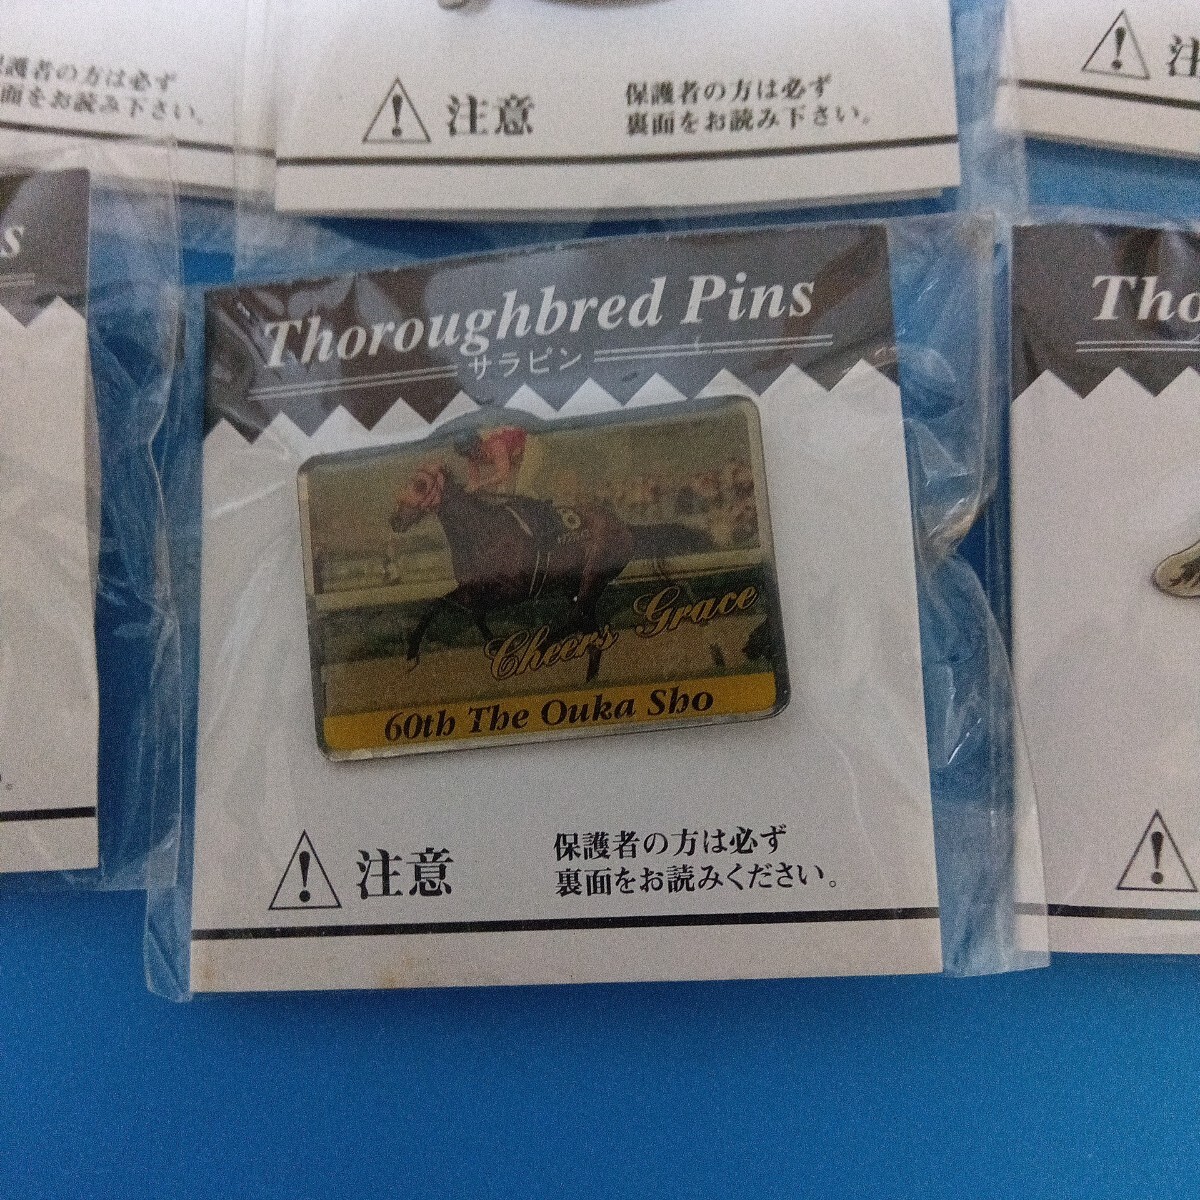 護者の方は必ず
面をお読み下さい。
注意
保護者の方は必ず
裏面をお読み下さい。
注
s
Thoroughbred Pins
サラピン
Tho
6
Cheers Grace
60th The Ouka Sho
注意
保護者の方は必ず
裏面をお読みください。